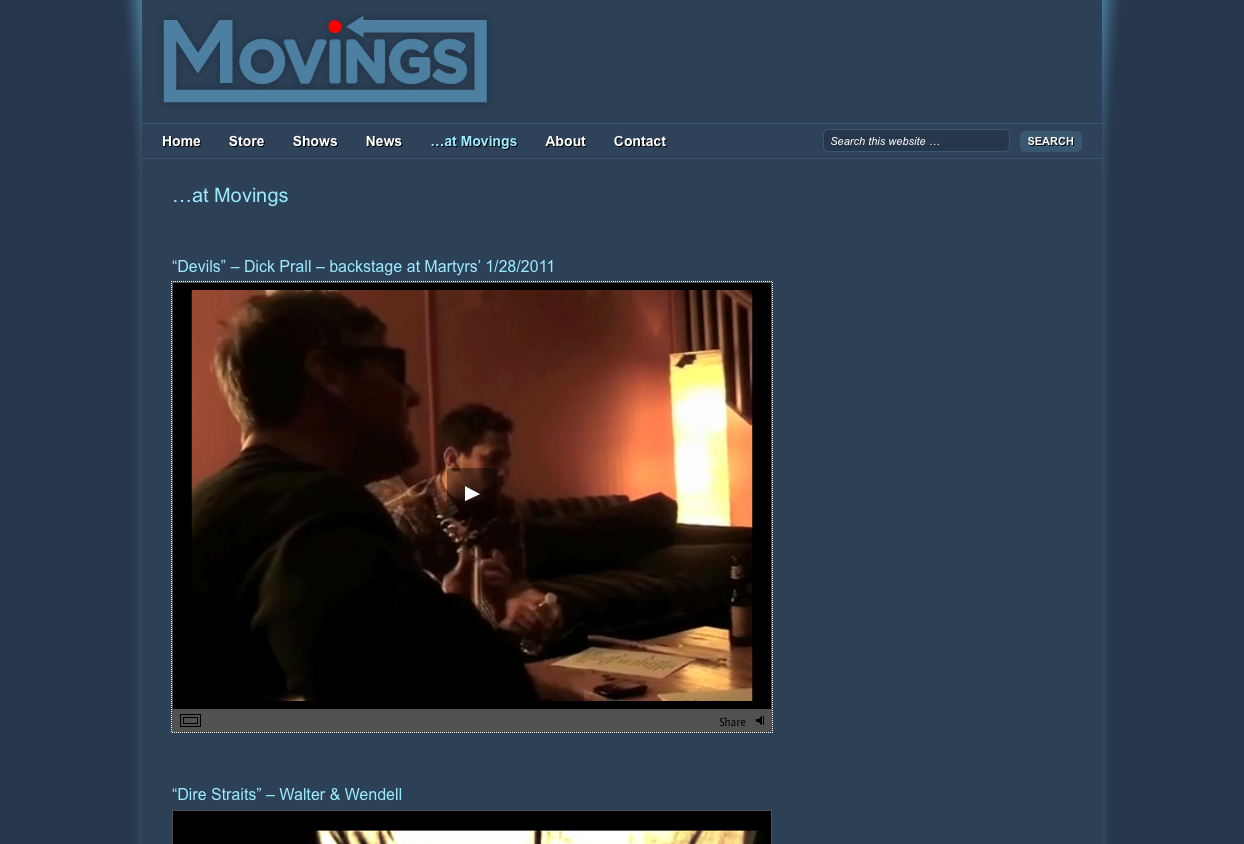 MOVINGS
Home Store Shows News …at Movings About Contact Search this website … SEARCH
…at Movings
“Devils” – Dick Prall – backstage at Martyrs’ 1/28/2011
Share
“Dire Straits” – Walter & Wendell